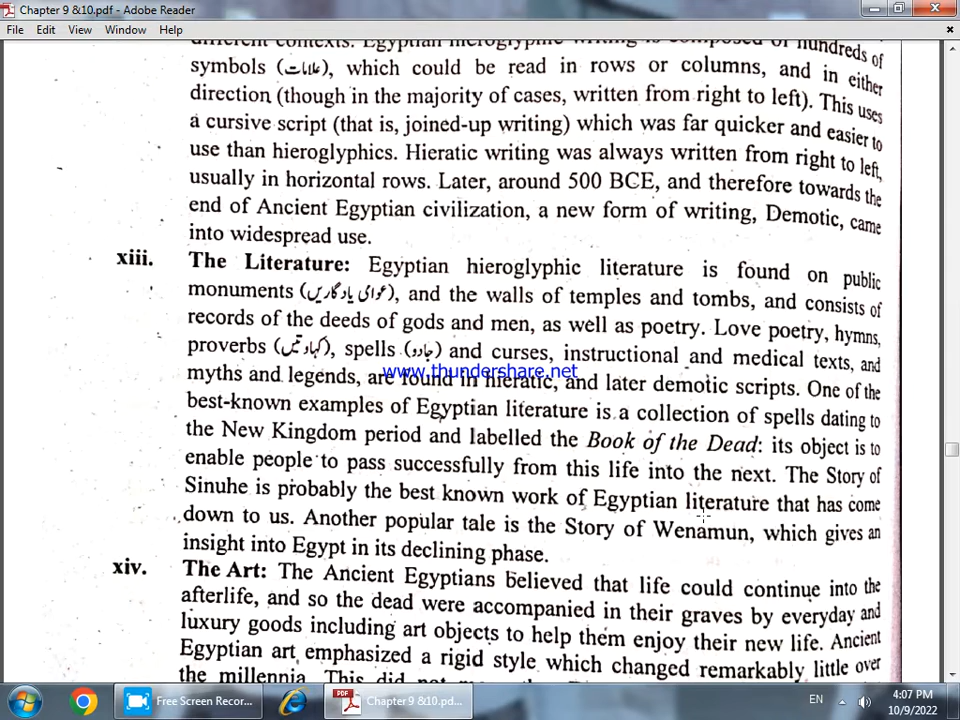 Chapter 9 &10.pdf - Adobe Reader
File Edit View Window Help
different contexts. Egyptian hieroglyphic writing is composed of hundreds of
symbols (علامات), which could be read in rows or columns, and in either
direction (though in the majority of cases, written from right to left). This uses
a cursive script (that is, joined-up writing) which was far quicker and easier to
use than hieroglyphics. Hieratic writing was always written from right to left,
usually in horizontal rows. Later, around 500 BCE, and therefore towards the
end of Ancient Egyptian civilization, a new form of writing, Demotic, came
into widespread use.
xiii. The Literature: Egyptian hieroglyphic literature is found on public
monuments (عوامی یادگاریں), and the walls of temples and tombs, and consists of
records of the deeds of gods and men, as well as poetry. Love poetry, hymns,
proverbs (کہاوتیں), spells (جادو) and curses, instructional and medical texts, and
www.thundershare.net
myths and legends, are found in hieratic, and later demotic scripts. One of the
best-known examples of Egyptian literature is a collection of spells dating to
the New Kingdom period and labelled the Book of the Dead: its object is to
enable people to pass successfully from this life into the next. The Story of
Sinuhe is probably the best known work of Egyptian literature that has come
down to us. Another popular tale is the Story of Wenamun, which gives an
insight into Egypt in its declining phase.
xiv. The Art: The Ancient Egyptians believed that life could continue into the
afterlife, and so the dead were accompanied in their graves by everyday and
luxury goods including art objects to help them enjoy their new life. Ancient
Egyptian art emphasized a rigid style which changed remarkably little over
the millennia. This did not
Free Screen Recor...
Chapter 9 &10.pd...
EN
4:07 PM
10/9/2022